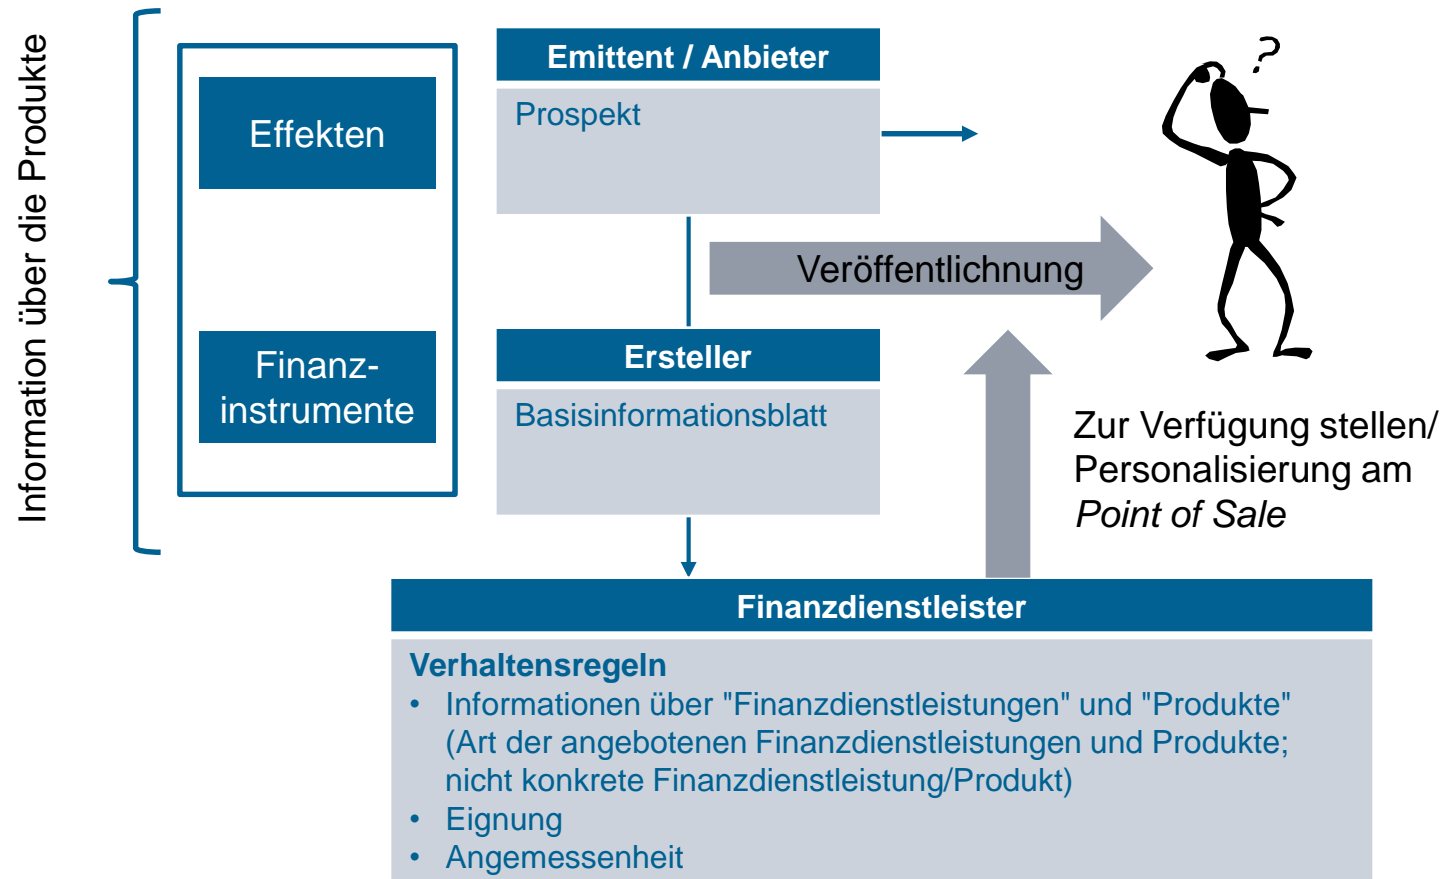 Information über die Produkte
Effekten
Finanz-
instrumente
Emittent / Anbieter
Prospekt
?
Veröffentlichnung
Ersteller
Basisinformationsblatt
Zur Verfügung stellen/
Personalisierung am
Point of Sale
Finanzdienstleister
Verhaltensregeln
• Informationen über "Finanzdienstleistungen" und "Produkte"
(Art der angebotenen Finanzdienstleistungen und Produkte;
nicht konkrete Finanzdienstleistung/Produkt)
• Eignung
• Angemessenheit